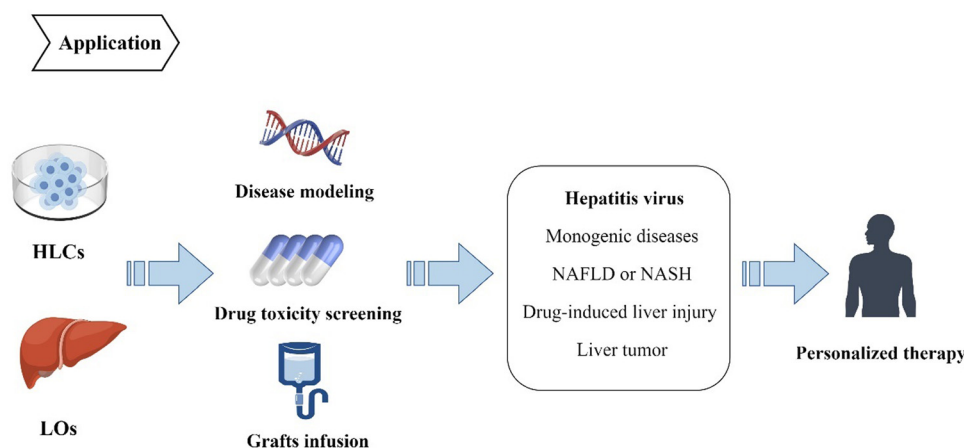 Application
HLCs
LOs
Disease modeling
Drug toxicity screening
Grafts infusion
Hepatitis virus
Monogenic diseases
NAFLD or NASH
Drug-induced liver injury
Liver tumor
Personalized therapy